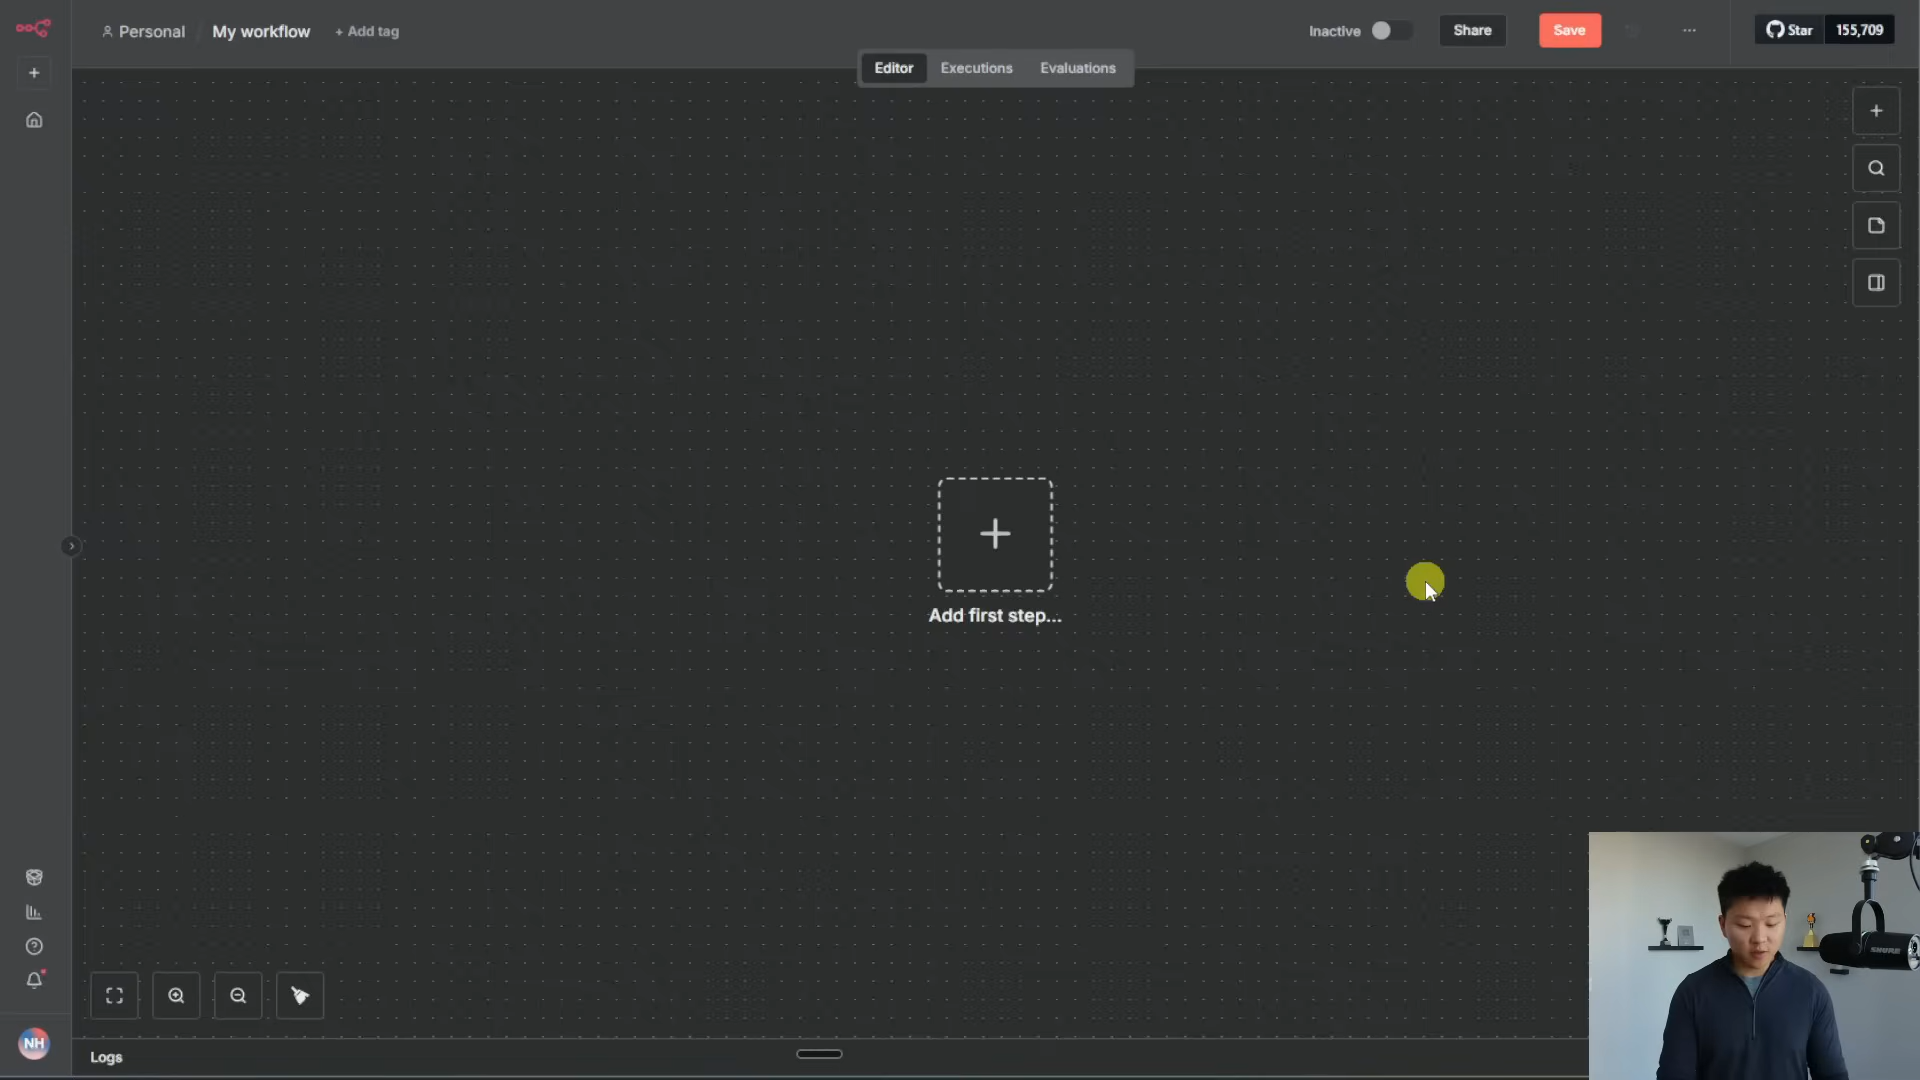 Personal / My workflow + Add tag
Inactive
Share
Save
...
Star 155,709
Editor Executions Evaluations
Add first step...
NH
Logs
SHURE